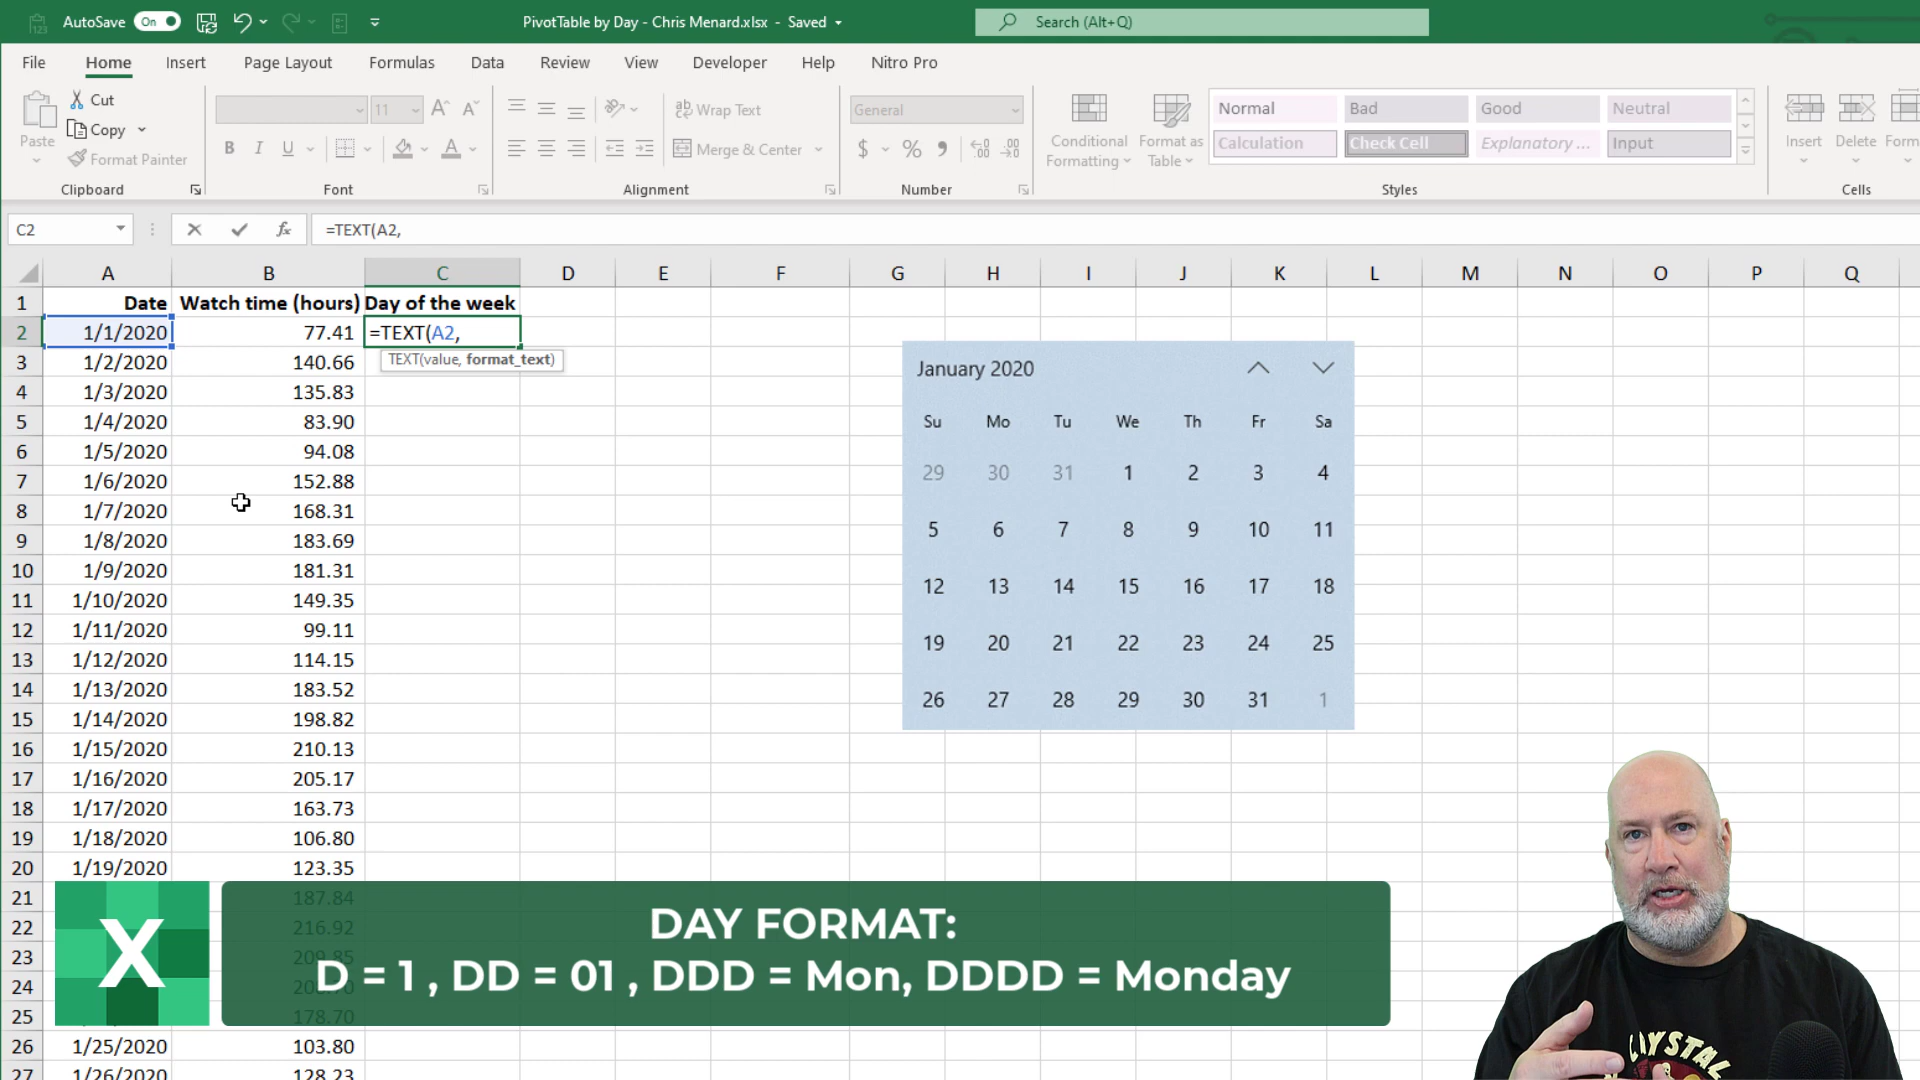 AutoSave On PivotTable by Day - Chris Menard.xlsx - Saved Search (Alt+Q)
File Home Insert Page Layout Formulas Data Review View Developer Help Nitro Pro
Paste Cut Copy Format Painter
11 Wrap Text General
B I U Merge & Center $ % 9
Conditional Formatting Format as Table
Normal Bad Good Neutral
Calculation Check Cell Explanatory ... Input
Insert Delete Form
Clipboard Font Alignment Number Styles Cells
C2 fx =TEXT(A2,
A B C D E F G H I J K L M N O P Q
1 Date Watch time (hours) Day of the week
2 1/1/2020 77.41 =TEXT(A2,
TEXT(value, format_text)
3 1/2/2020 140.66
4 1/3/2020 135.83
5 1/4/2020 83.90
6 1/5/2020 94.08
7 1/6/2020 152.88
8 1/7/2020 168.31
9 1/8/2020 183.69
10 1/9/2020 181.31
11 1/10/2020 149.35
12 1/11/2020 99.11
13 1/12/2020 114.15
14 1/13/2020 183.52
15 1/14/2020 198.82
16 1/15/2020 210.13
17 1/16/2020 205.17
18 1/17/2020 163.73
19 1/18/2020 106.80
20 1/19/2020 123.35
21 187.84
22 216.92
23
24
25 178.70
26 1/25/2020 103.80
27 1/26/2020 128.23
January 2020
Su Mo Tu We Th Fr Sa
29 30 31 1 2 3 4
5 6 7 8 9 10 11
12 13 14 15 16 17 18
19 20 21 22 23 24 25
26 27 28 29 30 31 1
X
DAY FORMAT:
D = 1 , DD = 01 , DDD = Mon, DDDD = Monday